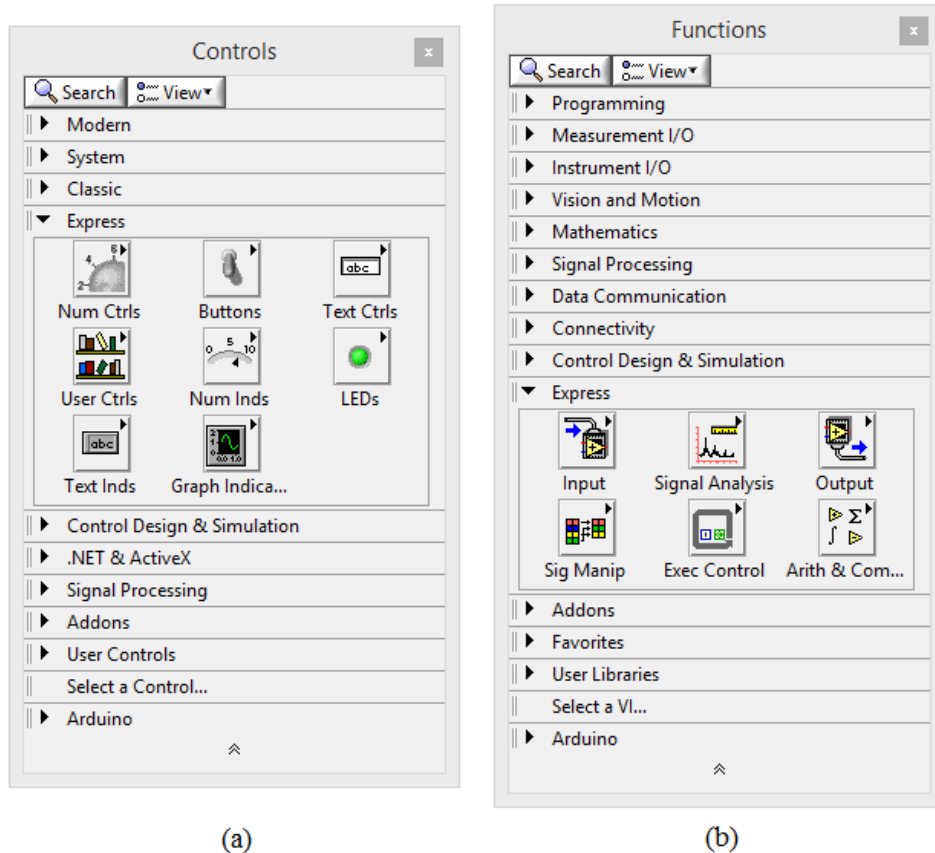 Controls
x
Search View
Modern
System
Classic
Express
Num Ctrls Buttons Text Ctrls
User Ctrls Num Inds LEDs
Text Inds Graph Indica...
Control Design & Simulation
.NET & ActiveX
Signal Processing
Addons
User Controls
Select a Control...
Arduino
(a)
Functions
x
Search View
Programming
Measurement I/O
Instrument I/O
Vision and Motion
Mathematics
Signal Processing
Data Communication
Connectivity
Control Design & Simulation
Express
Input Signal Analysis Output
Sig Manip Exec Control Arith & Com...
Addons
Favorites
User Libraries
Select a VI...
Arduino
(b)